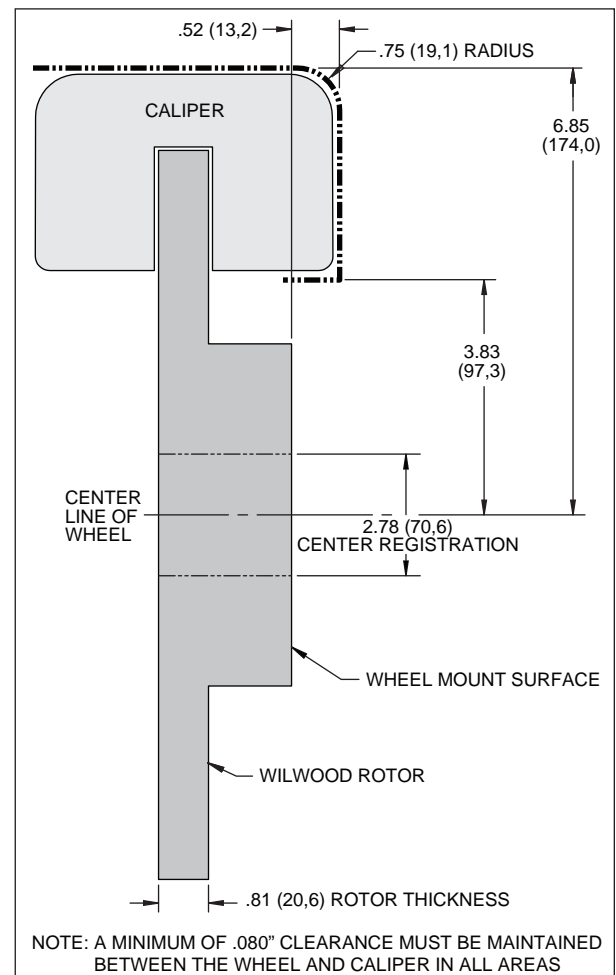 .52 (13,2)
.75 (19,1) RADIUS
CALIPER
6.85
(174,0)
3.83
(97,3)
CENTER
LINE OF
WHEEL
2.78 (70,6)
CENTER REGISTRATION
WHEEL MOUNT SURFACE
WILWOOD ROTOR
.81 (20,6) ROTOR THICKNESS
NOTE: A MINIMUM OF .080" CLEARANCE MUST BE MAINTAINED
BETWEEN THE WHEEL AND CALIPER IN ALL AREAS